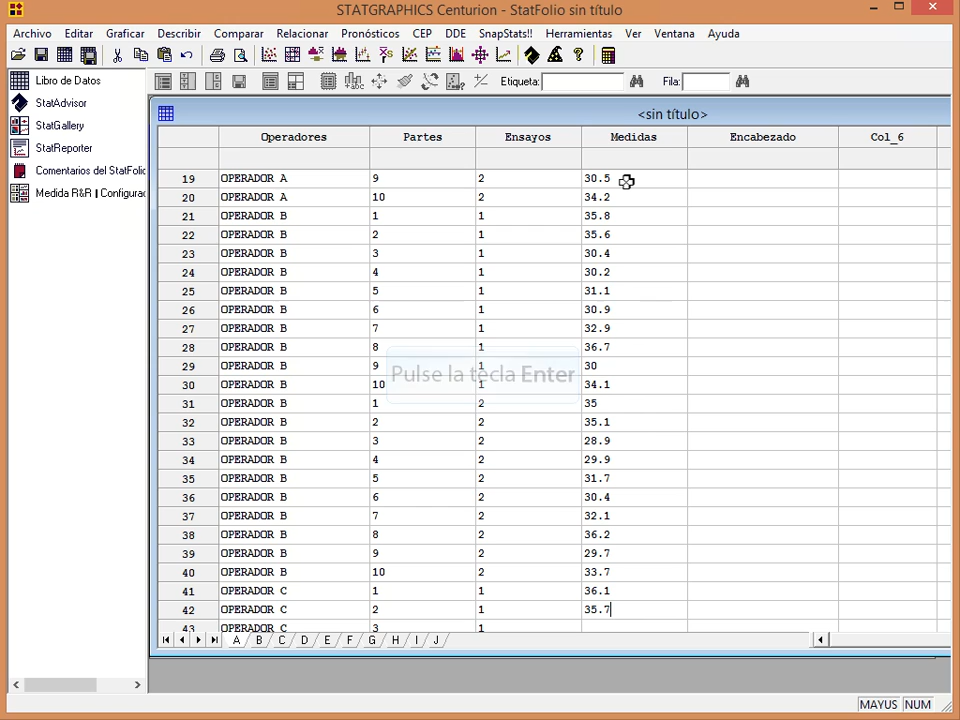 STATGRAPHICS Centurion - StatFolio sin título
Archivo Editar Graficar Describir Comparar Relacionar Pronósticos CEP DDE SnapStats!! Herramientas Ver Ventana Ayuda
Etiqueta: Fila:
Libro de Datos
StatAdvisor
StatGallery
StatReporter
Comentarios del StatFolio
Medida R&R || Configurac
<sin título>
Operadores Partes Ensayos Medidas Encabezado Col_6
19 OPERADOR A 9 2 30.5
20 OPERADOR A 10 2 34.2
21 OPERADOR B 1 1 35.8
22 OPERADOR B 2 1 35.6
23 OPERADOR B 3 1 30.4
24 OPERADOR B 4 1 30.2
25 OPERADOR B 5 1 31.1
26 OPERADOR B 6 1 30.9
27 OPERADOR B 7 1 32.9
28 OPERADOR B 8 1 36.7
29 OPERADOR B 9 1 30
Pulse la tecla Enter
30 OPERADOR B 10 1 34.1
31 OPERADOR B 1 2 35
32 OPERADOR B 2 2 35.1
33 OPERADOR B 3 2 28.9
34 OPERADOR B 4 2 29.9
35 OPERADOR B 5 2 31.7
36 OPERADOR B 6 2 30.4
37 OPERADOR B 7 2 32.1
38 OPERADOR B 8 2 36.2
39 OPERADOR B 9 2 29.7
40 OPERADOR B 10 2 33.7
41 OPERADOR C 1 1 36.1
42 OPERADOR C 2 1 35.7
43 OPERADOR C 3 1
A B C D E F G H I J
MAYUS NUM